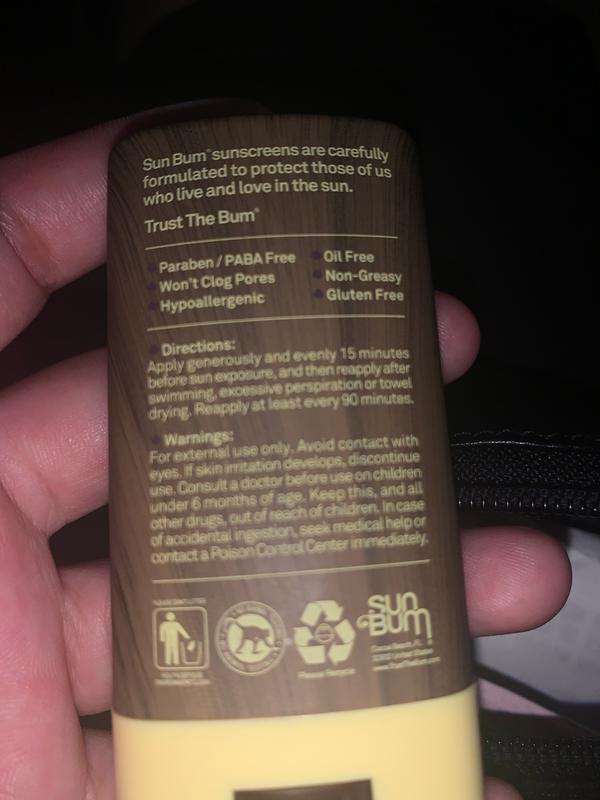 Sun Bum® sunscreens are carefully
formulated to protect those of us
who live and love in the sun.
Trust The Bum®
Paraben / PABA Free
Won't Clog Pores
Hypoallergenic
Oil Free
Non-Greasy
Gluten Free
Directions:
Apply generously and evenly 15 minutes
before sun exposure, and then reapply after
swimming, excessive perspiration or towel
drying. Reapply at least every 90 minutes.
Warnings:
For external use only. Avoid contact with
eyes. If skin irritation develops, discontinue
use. Consult a doctor before use on children
under 6 months of age. Keep this, and all
other drugs, out of reach of children. In case
of accidental ingestion, seek medical help or
contact a Poison Control Center immediately.
SUN
BUM
Please Recycle
Cocoa Beach, FL
www.TrustTheBum.com